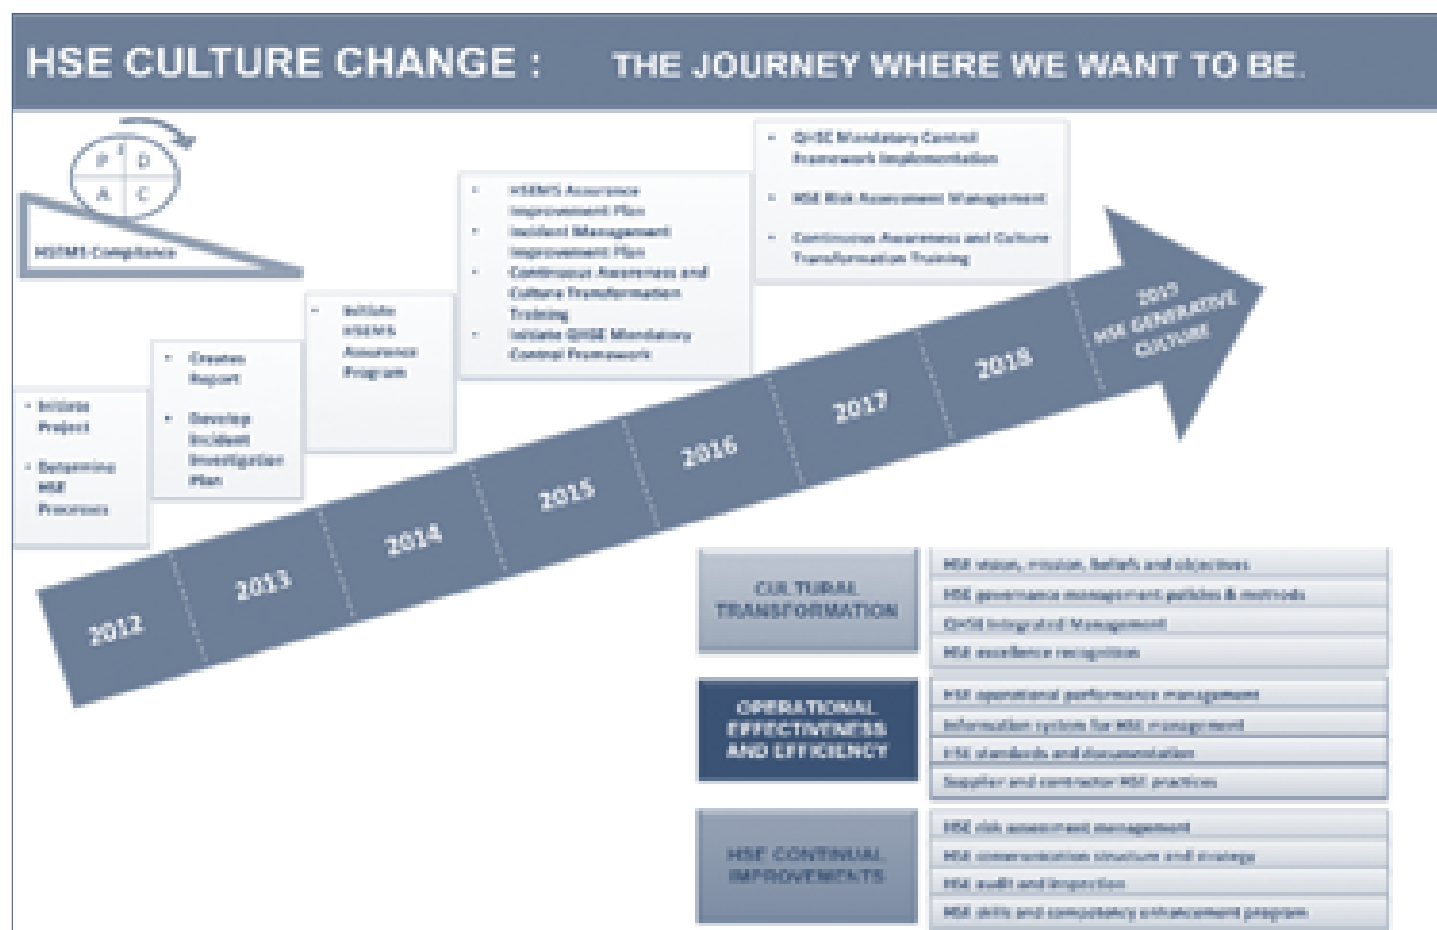 HSE CULTURE CHANGE : THE JOURNEY WHERE WE WANT TO BE.
P D
A C
HSEMS Compliance
• Initiate
Project
• Determine
HSE
Processes
• Creates
Report
• Develop
Incident
Investigation
Plan
• Initiate
HSEMS
Assurance
Program
• HSEMS Assurance
Improvement Plan
• Incident Management
Improvement Plan
• Continuous Awareness and
Culture Transformation
Training
• Initiate QHSE Mandatory
Control Framework
• QHSE Mandatory Control
Framework Implementation
• HSE Risk Assessment Management
• Continuous Awareness and Culture
Transformation Training
2012
2013
2014
2015
2016
2017
2018
2019
HSE GENERATIVE
CULTURE
CULTURAL
TRANSFORMATION
HSE vision, mission, beliefs and objectives
HSE governance management policies & methods
QHSE Integrated Management
HSE excellence recognition
OPERATIONAL
EFFECTIVENESS
AND EFFICIENCY
HSE operational performance management
Information system for HSE management
HSE standards and documentation
Supplier and contractor HSE practices
HSE CONTINUAL
IMPROVEMENTS
HSE risk assessment management
HSE communication structure and strategy
HSE audit and inspection
HSE skills and competency enhancement program